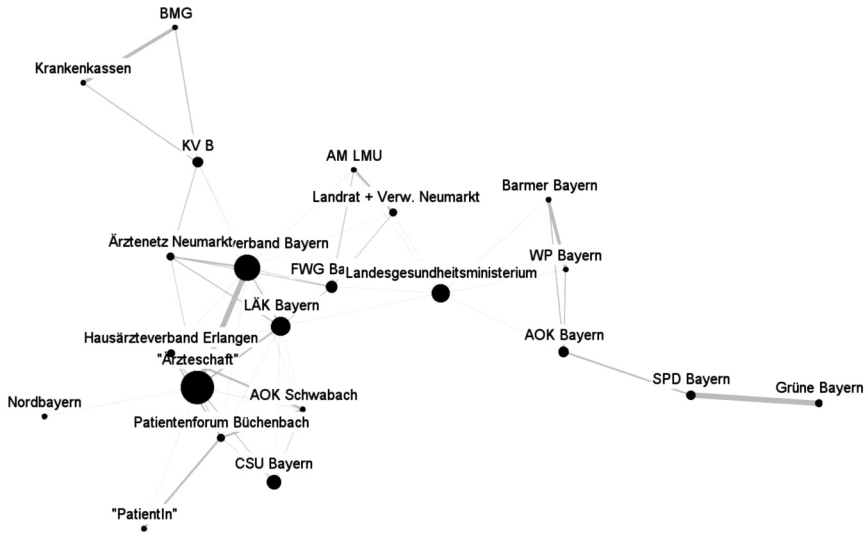 BMG
Krankenkassen
KV B
AM LMU
Barmer Bayern
Landrat + Verw. Neumarkt
Ärztenetz Neumarkt
verband Bayern
WP Bayern
FWG Ba
Landesgesundheitsministerium
LÄK Bayern
AOK Bayern
Hausärzteverband Erlangen
"Ärzteschaft"
SPD Bayern
Grüne Bayern
AOK Schwabach
Nordbayern
Patientenforum Büchenbach
CSU Bayern
"PatientIn"